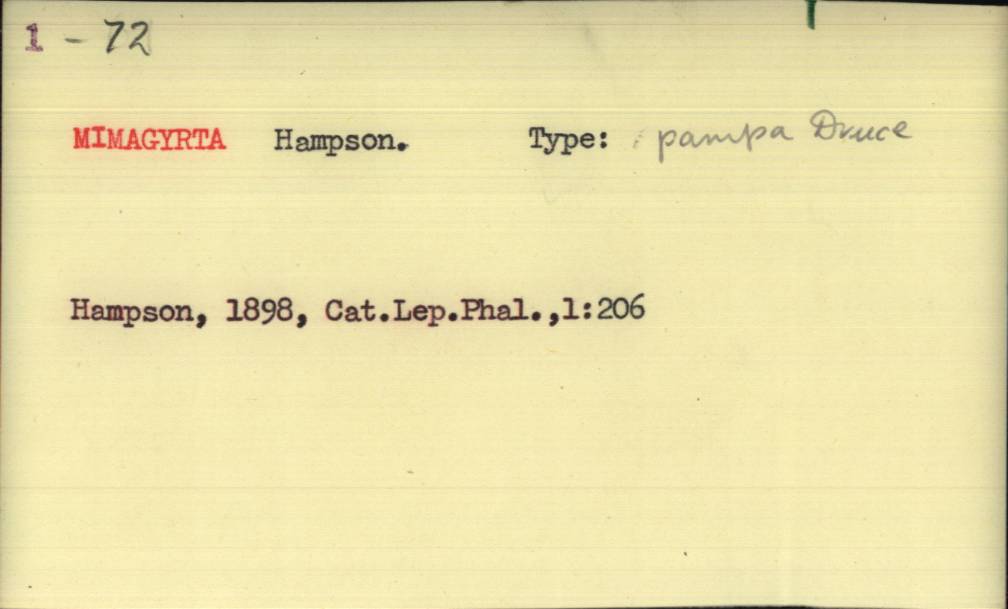 1 - 72
MIMAGYRTA Hampson. Type: pampa Druce
Hampson, 1898, Cat.Lep.Phal.,1:206